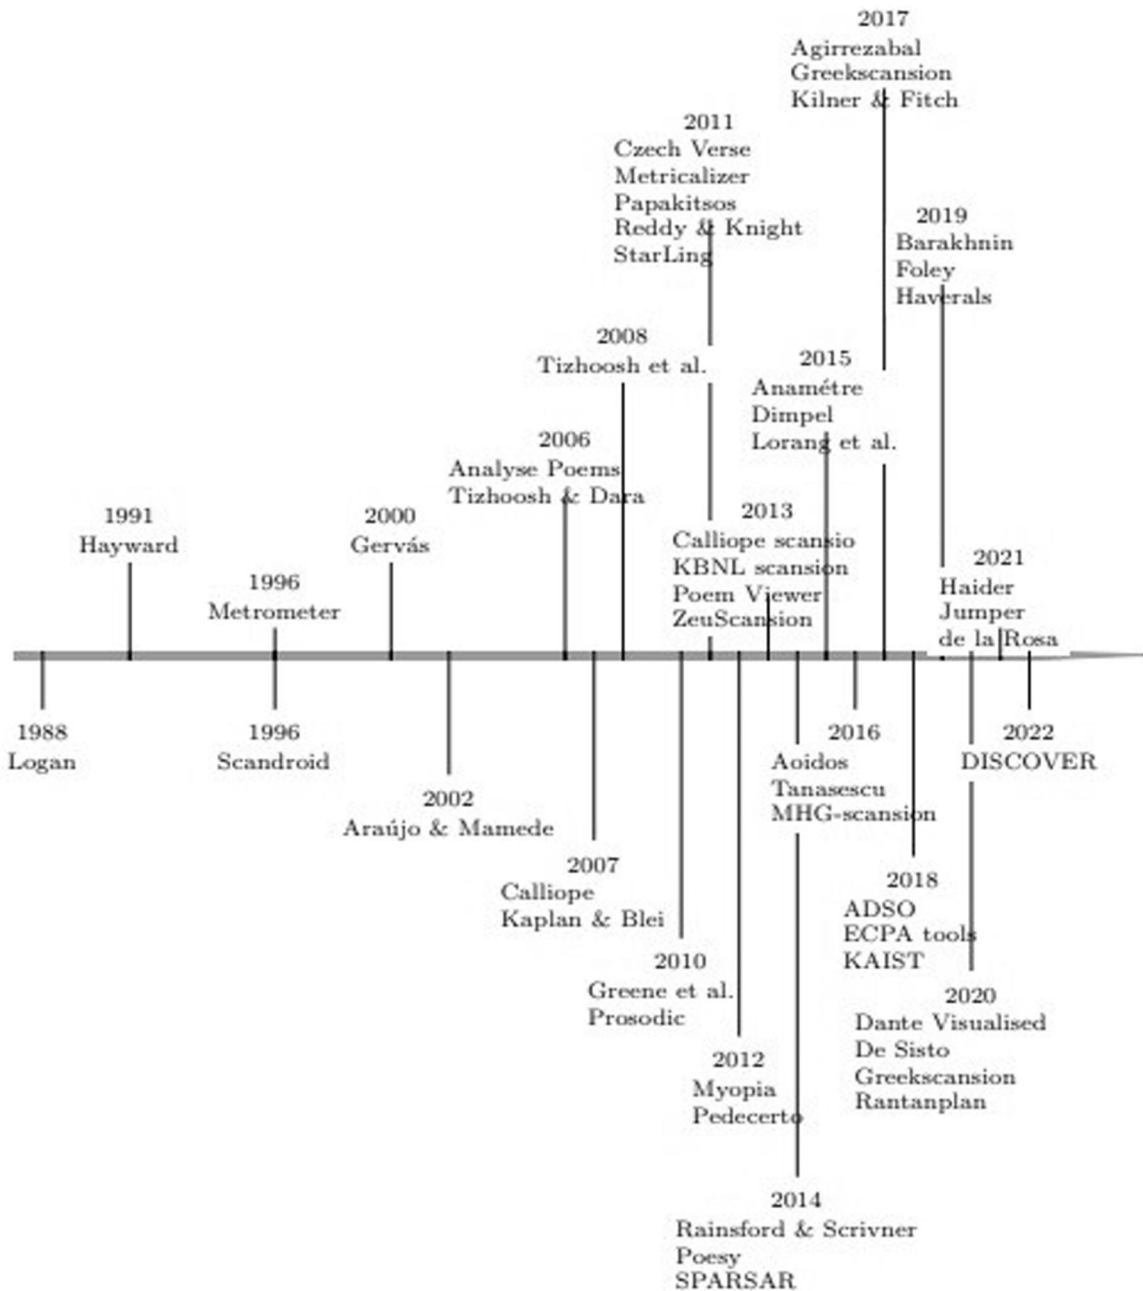 2017
Agirrezabal
Greekscansion
Kilner & Fitch
2011
Czech Verse
Metricalizer
Papakitsos
Reddy & Knight
StarLing
2019
Barakhnin
Foley
Haverals
2008
Tizhoosh et al.
2015
Anamétre
Dimpel
Lorang et al.
2006
Analyse Poems
Tizhoosh & Dara
1991
Hayward
2000
Gervás
2013
Calliope scansio
KBNL scansion
Poem Viewer
ZeuScansion
1996
Metrometer
2021
Haider
Jumper
de la Rosa
1988
Logan
1996
Scandroid
2002
Araújo & Mamede
2016
Aoidos
Tanasescu
MHG-scansion
2022
DISCOVER
2007
Calliope
Kaplan & Blei
2018
ADSO
ECPA tools
KAIST
2010
Greene et al.
Prosodic
2020
Dante Visualised
De Sisto
Greekscansion
Rantanplan
2012
Myopia
Pedecerto
2014
Rainsford & Scrivner
Poesy
SPARSAR